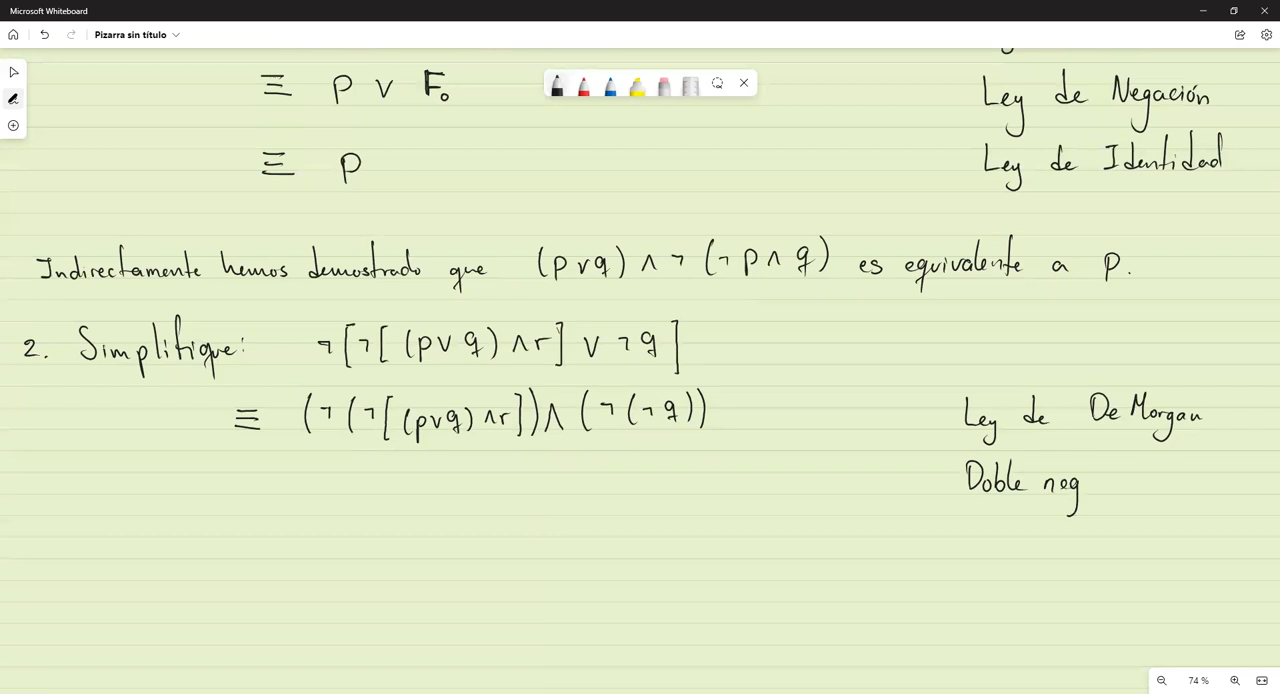 Microsoft Whiteboard
Pizarra sin título
≡ p ∨ F₀ Ley de Negación
≡ p Ley de Identidad
Indirectamente hemos demostrado que (p∨q) ∧ ¬ (¬ p ∧ q) es equivalente a p.
2. Simplifique: ¬[¬[(p∨q) ∧ r] ∨ ¬q]
≡ (¬(¬[(p∨q) ∧ r])) ∧ (¬(¬q)) Ley de De Morgan
Doble neg
74 %